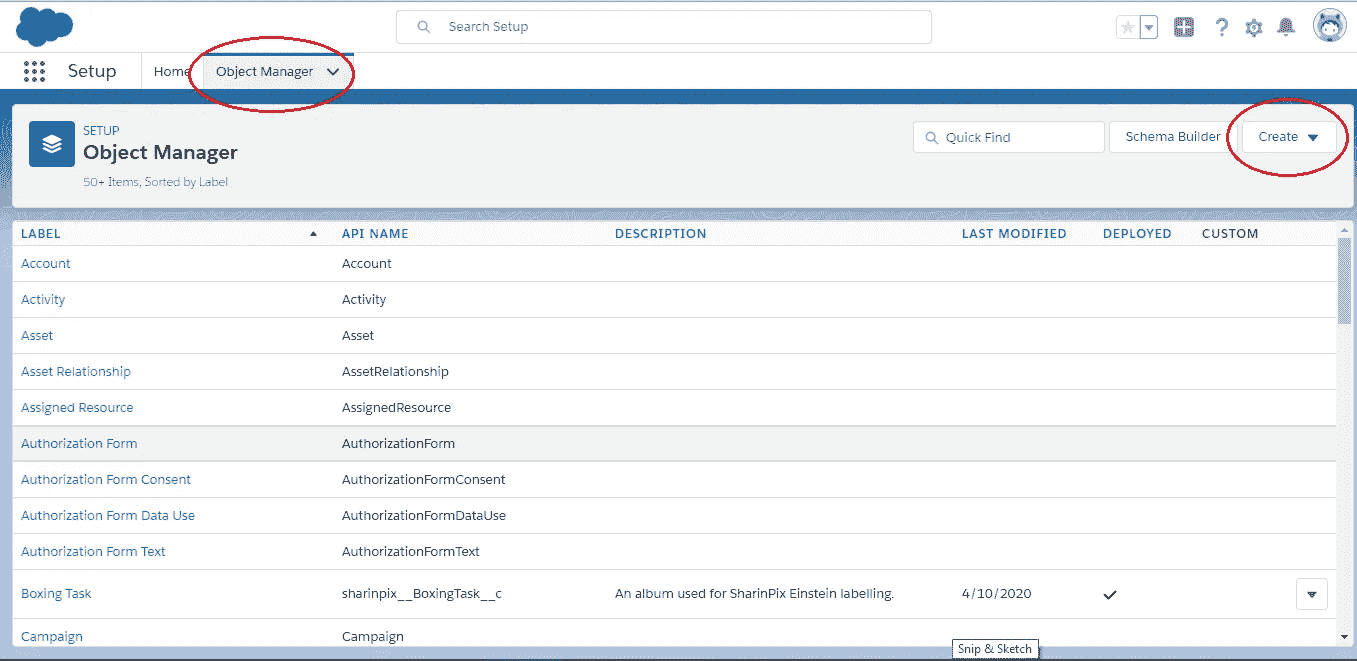 Search Setup
Setup Home Object Manager
SETUP
Object Manager
50+ Items, Sorted by Label
Quick Find Schema Builder Create
LABEL API NAME DESCRIPTION LAST MODIFIED DEPLOYED CUSTOM
Account Account
Activity Activity
Asset Asset
Asset Relationship AssetRelationship
Assigned Resource AssignedResource
Authorization Form AuthorizationForm
Authorization Form Consent AuthorizationFormConsent
Authorization Form Data Use AuthorizationFormDataUse
Authorization Form Text AuthorizationFormText
Boxing Task sharinpix__BoxingTask__c An album used for SharinPix Einstein labelling. 4/10/2020
Campaign Campaign
Snip & Sketch